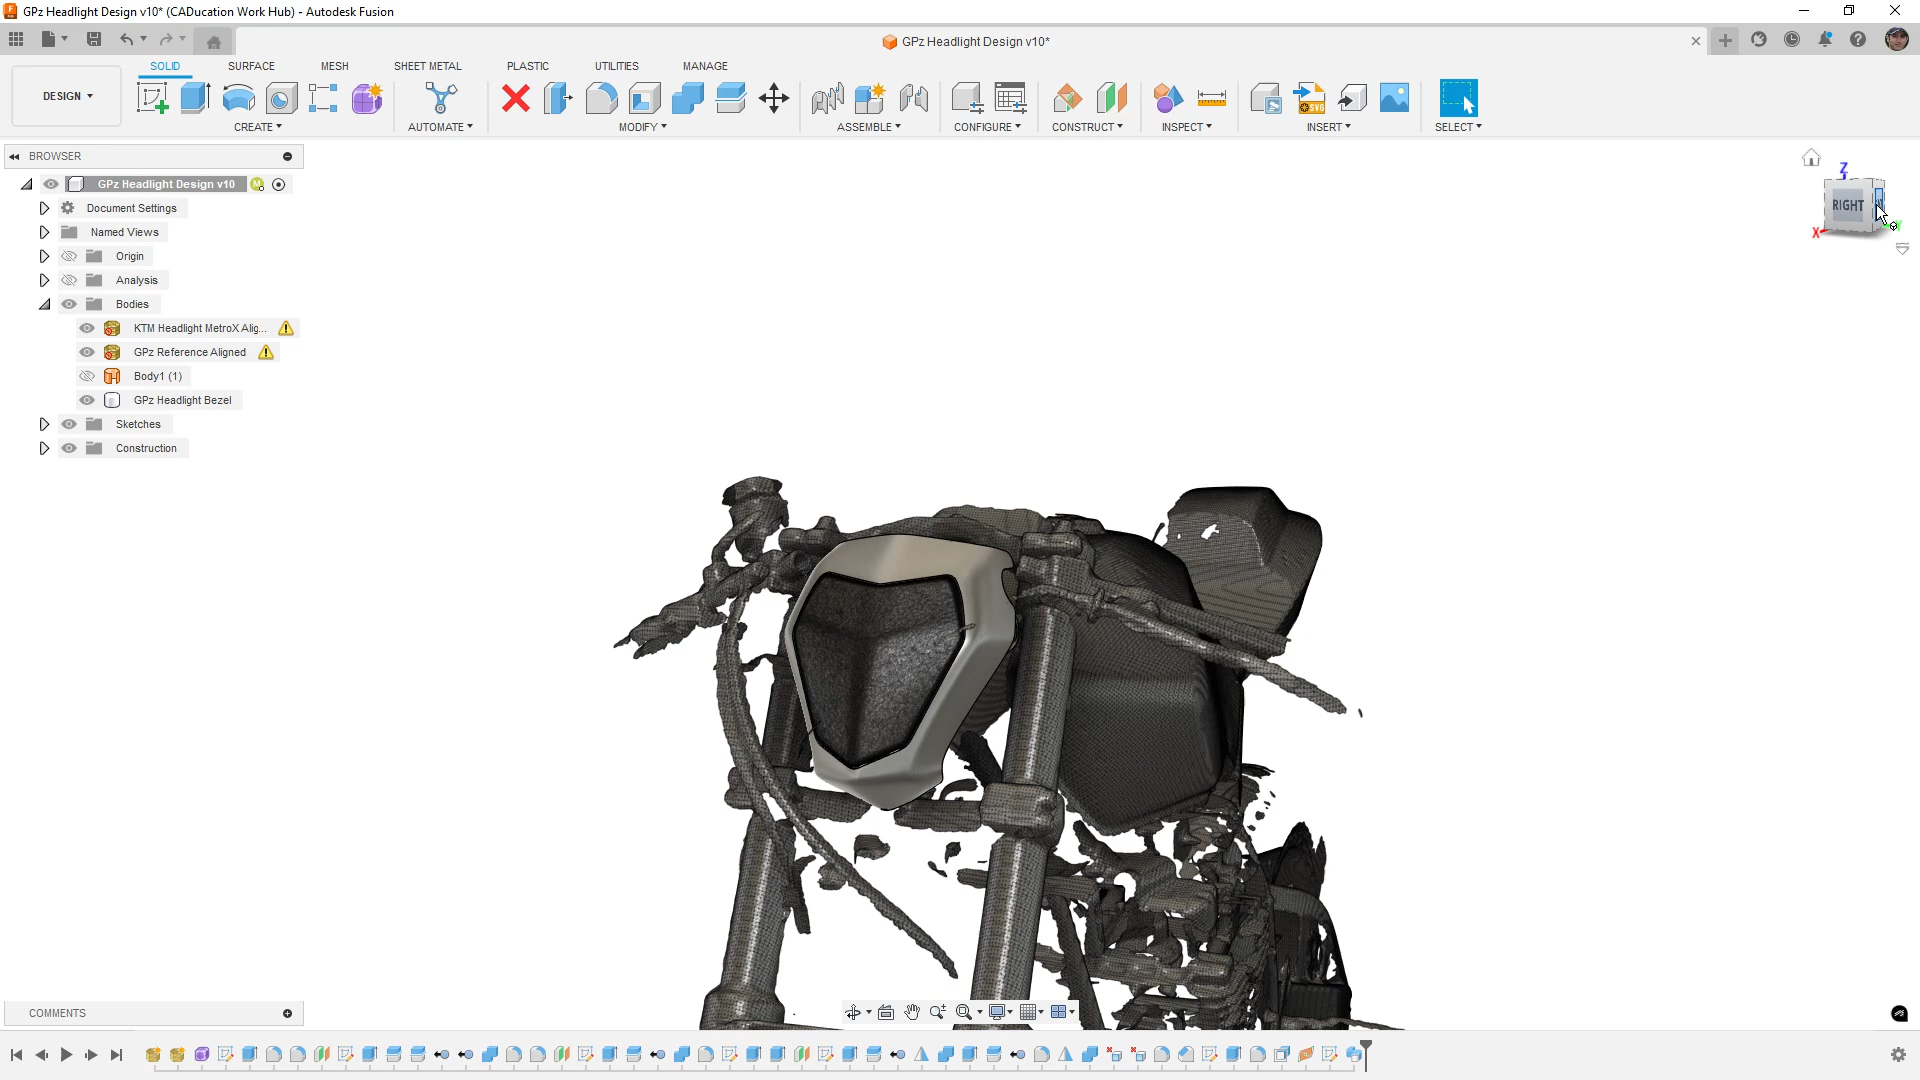 GPz Headlight Design v10* (CADucation Work Hub) - Autodesk Fusion
GPz Headlight Design v10*
SOLID
SURFACE
MESH
SHEET METAL
PLASTIC
UTILITIES
MANAGE
DESIGN
CREATE
AUTOMATE
MODIFY
ASSEMBLE
CONFIGURE
CONSTRUCT
INSPECT
INSERT
SELECT
BROWSER
GPz Headlight Design v10
Document Settings
Named Views
Origin
Analysis
Bodies
KTM Headlight MetroX Alig...
GPz Reference Aligned
Body1 (1)
GPz Headlight Bezel
Sketches
Construction
Z
RIGHT
X
COMMENTS